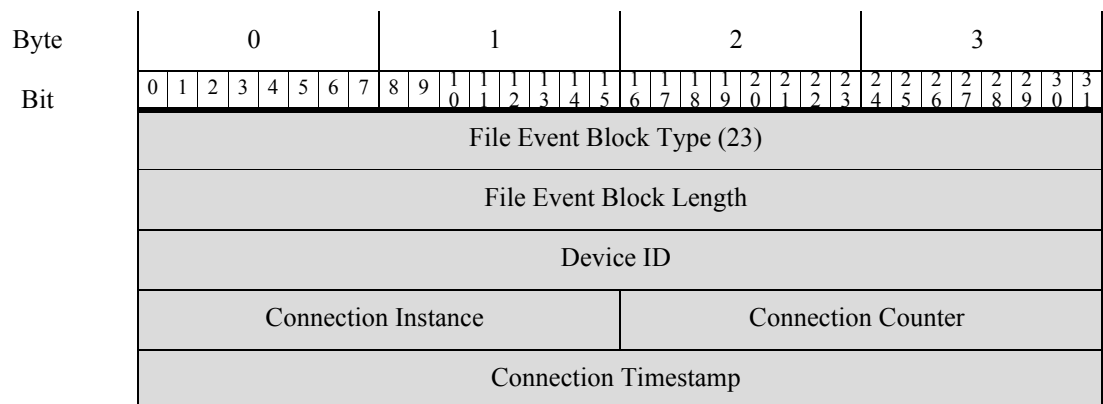 Byte 0 1 2 3
Bit 0 1 2 3 4 5 6 7 8 9 10 11 12 13 14 15 16 17 18 19 20 21 22 23 24 25 26 27 28 29 30 31
File Event Block Type (23)
File Event Block Length
Device ID
Connection Instance Connection Counter
Connection Timestamp